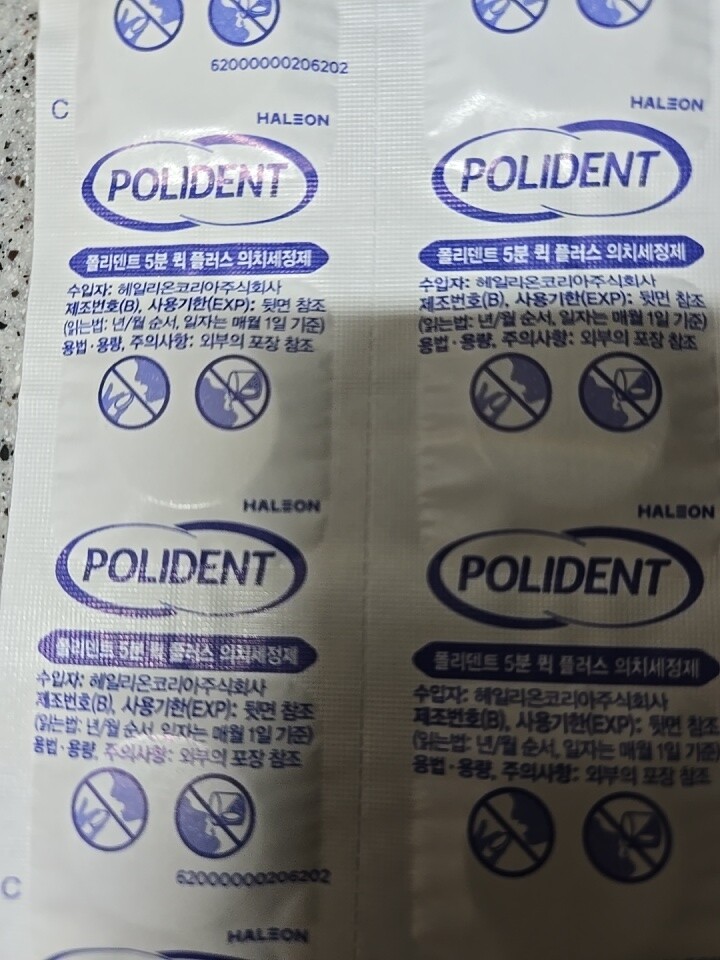 62000000206202
C
HALEON
POLIDENT
폴리덴트 5분 퀵 플러스 의치세정제
수입자: 헤일리온코리아주식회사
제조번호(B), 사용기한(EXP): 뒷면 참조
(읽는법: 년/월 순서, 일자는 매월 1일 기준)
용법·용량, 주의사항: 외부의 포장 참조
HALEON
POLIDENT
폴리덴트 5분 퀵 플러스 의치세정제
수입자: 헤일리온코리아주식회사
제조번호(B), 사용기한(EXP): 뒷면 참조
(읽는법: 년/월 순서, 일자는 매월 1일 기준)
용법·용량, 주의사항: 외부의 포장 참조
HALEON
POLIDENT
폴리덴트 5분 퀵 플러스 의치세정제
수입자: 헤일리온코리아주식회사
제조번호(B), 사용기한(EXP): 뒷면 참조
(읽는법: 년/월 순서, 일자는 매월 1일 기준)
용법·용량, 주의사항: 외부의 포장 참조
62000000206202
C
HALEON
HALEON
POLIDENT
폴리덴트 5분 퀵 플러스 의치세정제
수입자: 헤일리온코리아주식회사
제조번호(B), 사용기한(EXP): 뒷면 참조
(읽는법: 년/월 순서, 일자는 매월 1일 기준)
용법·용량, 주의사항: 외부의 포장 참조